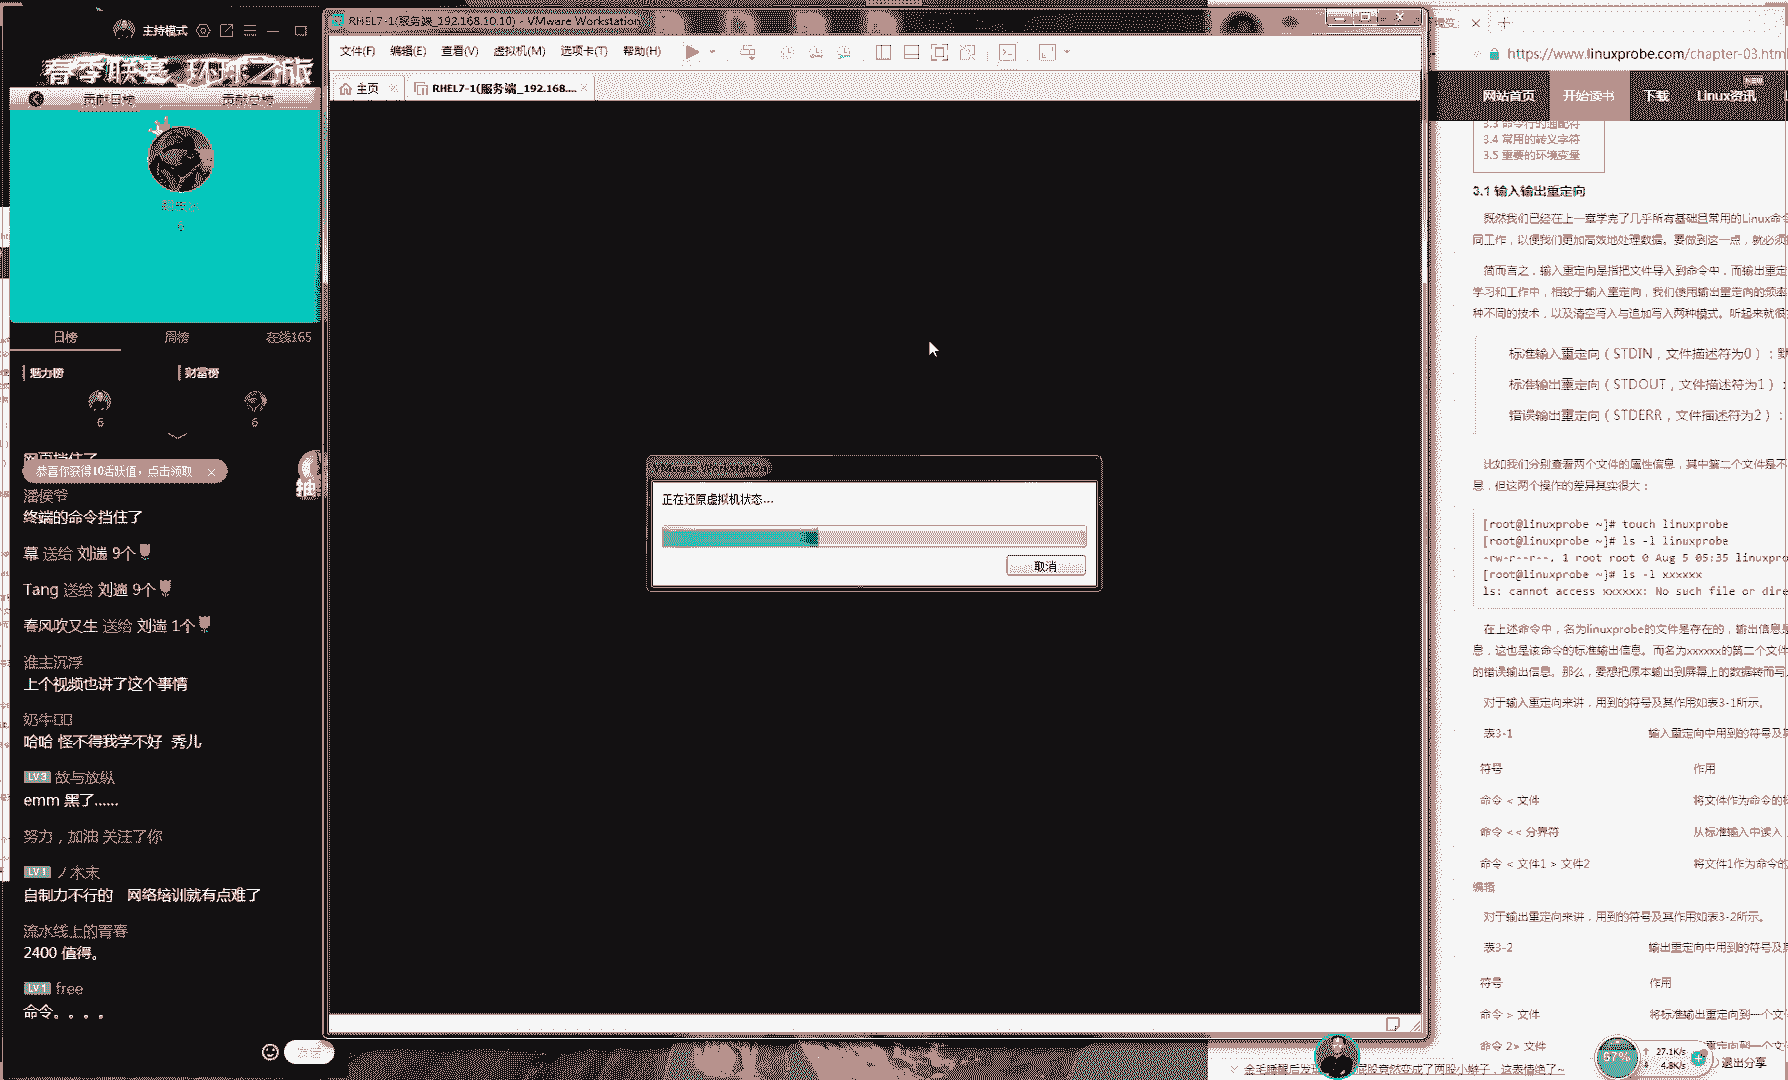 主持模式
春季联赛 环球之旅
贡献日榜 贡献总榜
日榜 周榜 在线165
魅力榜 财富榜
6 6
网页挡住了
恭喜你获得10活跃值，点击领取
抽
潘侯爷
终端的命令挡住了
幕 送给 刘遄 9个
Tang 送给 刘遄 9个
春风吹又生 送给 刘遄 1个
谁主沉浮
上个视频也讲了这个事情
奶牛
哈哈 怪不得我学不好 秀儿
LV3 故与放纵
emm 黑了......
努力，加油 关注了你
LV1 ノ木末
自制力不行的 网络培训就有点难了
流水线上的青春
2400 值得。
LV1 free
命令。。。。
发送
RHEL7-1(服务端_192.168.10.10) - VMware Workstation
文件(F) 编辑(E) 查看(V) 虚拟机(M) 选项卡(T) 帮助(H)
主页 RHEL7-1(服务端_192.168....
VMware Workstation
正在还原虚拟机状态...
取消
https://www.linuxprobe.com/chapter-03.html
网站首页 开始读书 下载 Linux资讯
3.3 命令行的通配符
3.4 常用的转义字符
3.5 重要的环境变量
3.1 输入输出重定向
既然我们已经在上一章学完了几乎所有基础且常用的Linux命令
同工作，以便我们更加高效地处理数据。要做到这一点，就必须
简而言之，输入重定向是指把文件导入到命令中，而输出重定
学习和工作中，相较于输入重定向，我们使用输出重定向的频率
种不同的技术，以及清空写入与追加写入两种模式。听起来就很
标准输入重定向（STDIN，文件描述符为0）：默
标准输出重定向（STDOUT，文件描述符为1）：
错误输出重定向（STDERR，文件描述符为2）：
比如我们分别查看两个文件的属性信息，其中第二个文件是不
息，但这两个操作的差异其实很大：
[root@linuxprobe ~]# touch linuxprobe
[root@linuxprobe ~]# ls -l linuxprobe
-rw-r--r--. 1 root root 0 Aug 5 05:35 linuxpro
[root@linuxprobe ~]# ls -l xxxxxx
ls: cannot access xxxxxx: No such file or dire
在上述命令中，名为linuxprobe的文件是存在的，输出信息是
息，这也是该命令的标准输出信息。而名为xxxxxx的第二个文件
的错误输出信息。那么，要想把原本输出到屏幕上的数据转而写
对于输入重定向来讲，用到的符号及其作用如表3-1所示。
表3-1 输入重定向中用到的符号及其
符号 作用
命令 < 文件 将文件作为命令的标
命令 << 分界符 从标准输入中读入，
命令 < 文件1 > 文件2 将文件1作为命令的
编辑
对于输出重定向来讲，用到的符号及其作用如表3-2所示。
表3-2 输出重定向中用到的符号及其
符号 作用
命令 > 文件 将标准输出重定向到一个文
命令 2> 文件 重定向到一个文
67% 27.1K/s 4.8K/s 退出分享